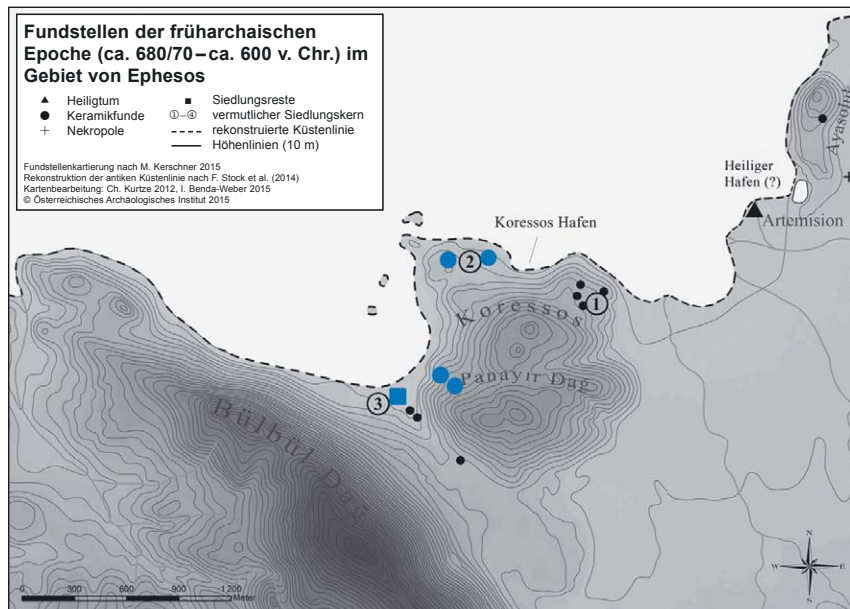 Fundstellen der früharchaischen
Epoche (ca. 680/70–ca. 600 v. Chr.) im
Gebiet von Ephesos
Heiligtum
Keramikfunde
Nekropole
Siedlungsreste
①–④ vermutlicher Siedlungskern
rekonstruierte Küstenlinie
Höhenlinien (10 m)
Fundstellenkartierung nach M. Kerschner 2015
Rekonstruktion der antiken Küstenlinie nach F. Stock et al. (2014)
Kartenbearbeitung: Ch. Kurtze 2012, I. Benda-Weber 2015
© Österreichisches Archäologisches Institut 2015
Ayasoluk
Heiliger
Hafen (?)
Artemision
Koressos Hafen
2
1
Koressos
Panayır Dağ
3
Bülbül Dağ
0 300 600 900 1 200
Meter
N
W E
S